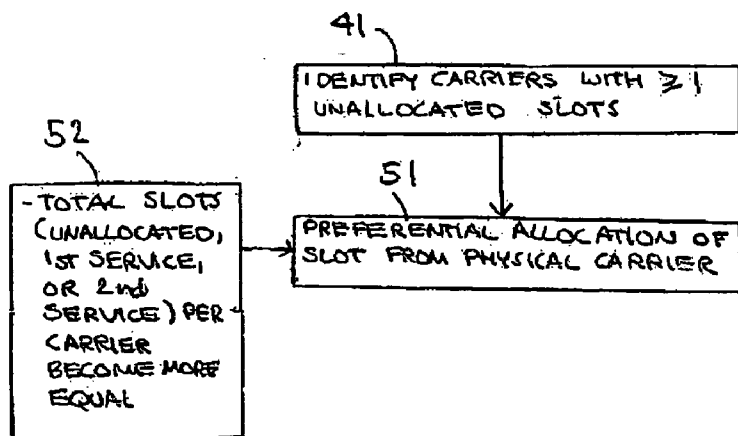 41
IDENTIFY CARRIERS WITH ≥1
UNALLOCATED SLOTS
52
- TOTAL SLOTS
(UNALLOCATED,
1ST SERVICE,
OR 2nd
SERVICE) PER
CARRIER
BECOME MORE
EQUAL
51
PREFERENTIAL ALLOCATION OF
SLOT FROM PHYSICAL CARRIER